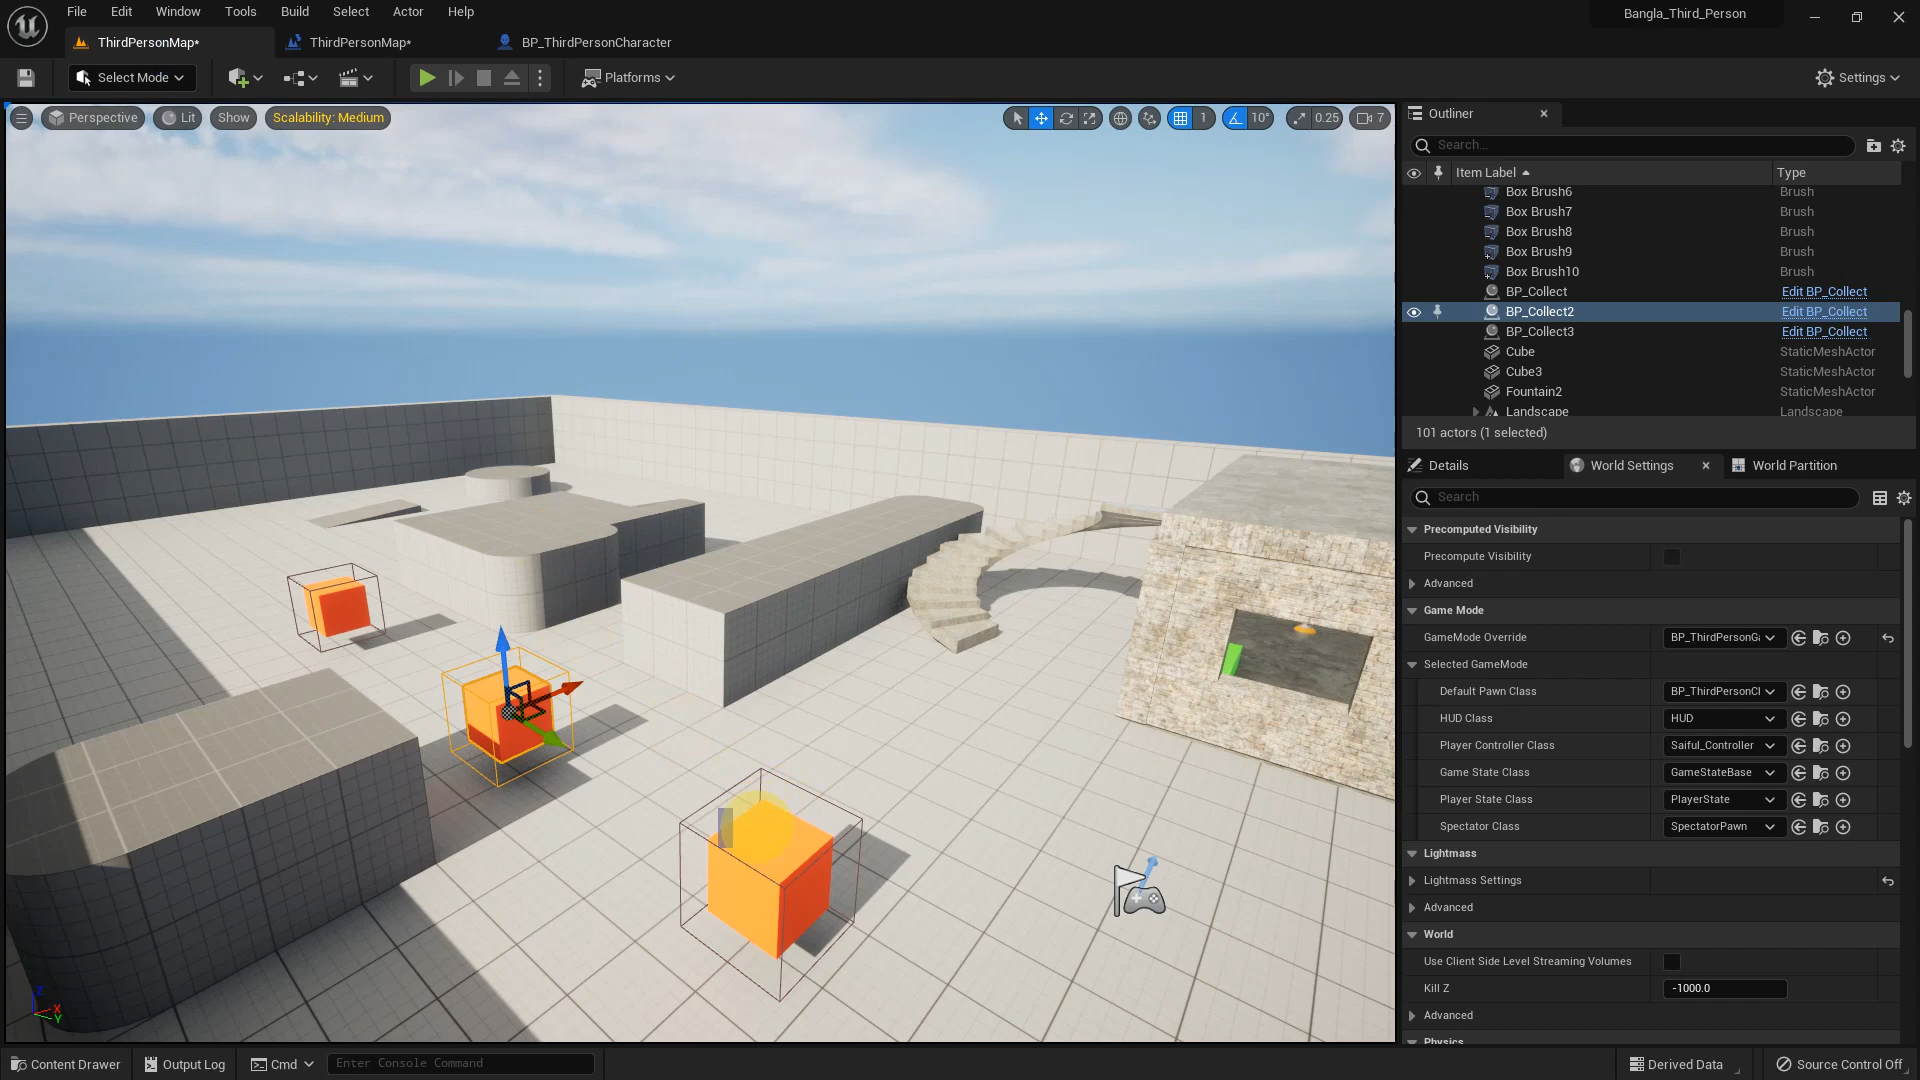 File Edit Window Tools Build Select Actor Help
Bangla_Third_Person
ThirdPersonMap* ThirdPersonMap* BP_ThirdPersonCharacter
Select Mode Platforms Settings
Perspective Lit Show Scalability: Medium 1 10° 0.25 7
Outliner
Search...
Item Label Type
Box Brush6 Brush
Box Brush7 Brush
Box Brush8 Brush
Box Brush9 Brush
Box Brush10 Brush
BP_Collect Edit BP_Collect
BP_Collect2 Edit BP_Collect
BP_Collect3 Edit BP_Collect
Cube StaticMeshActor
Cube3 StaticMeshActor
Fountain2 StaticMeshActor
Landscape Landscape
101 actors (1 selected)
Details World Settings World Partition
Search
Precomputed Visibility
Precompute Visibility
Advanced
Game Mode
GameMode Override BP_ThirdPersonGa
Selected GameMode
Default Pawn Class BP_ThirdPersonCl
HUD Class HUD
Player Controller Class Saiful_Controller
Game State Class GameStateBase
Player State Class PlayerState
Spectator Class SpectatorPawn
Lightmass
Lightmass Settings
Advanced
World
Use Client Side Level Streaming Volumes
Kill Z -1000.0
Advanced
Physics
Z X Y
Content Drawer Output Log Cmd Enter Console Command Derived Data Source Control Off